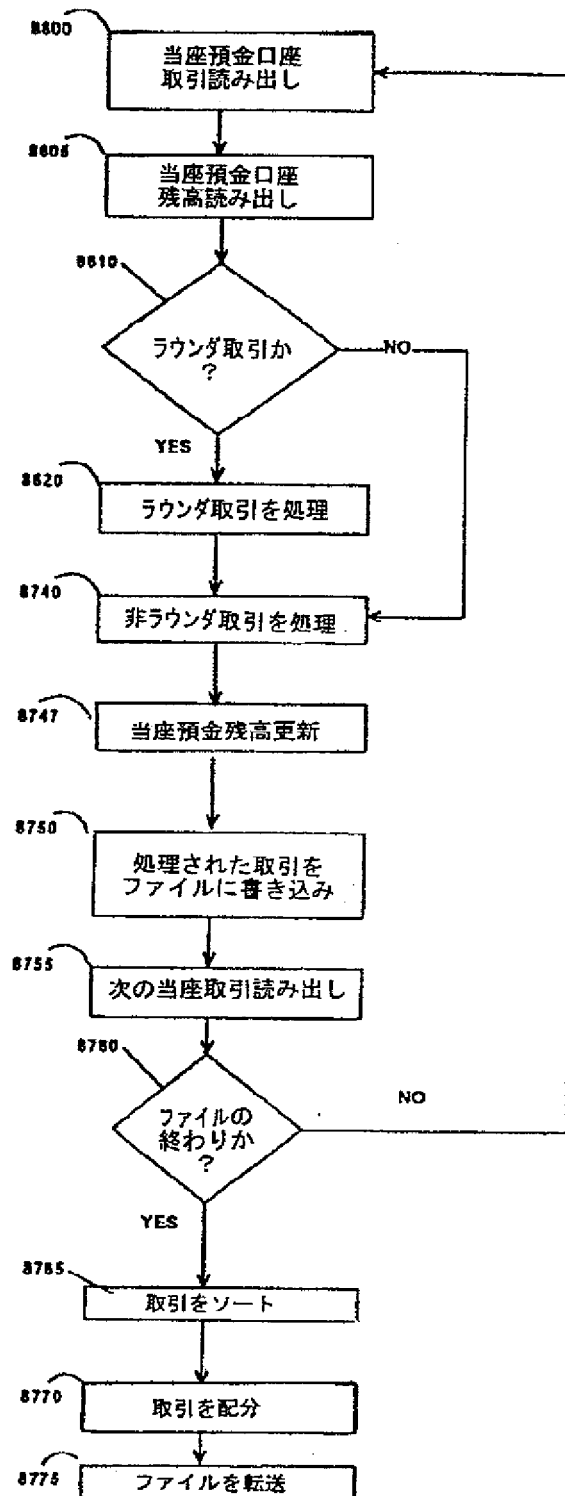 8600
当座預金口座
取引読み出し
8605
当座預金口座
残高読み出し
8610
ラウンダ取引か
?
NO
YES
8620
ラウンダ取引を処理
8740
非ラウンダ取引を処理
8747
当座預金残高更新
8750
処理された取引を
ファイルに書き込み
8755
次の当座取引読み出し
8760
ファイルの
終わりか
?
NO
YES
8765
取引をソート
8770
取引を配分
8775
ファイルを転送